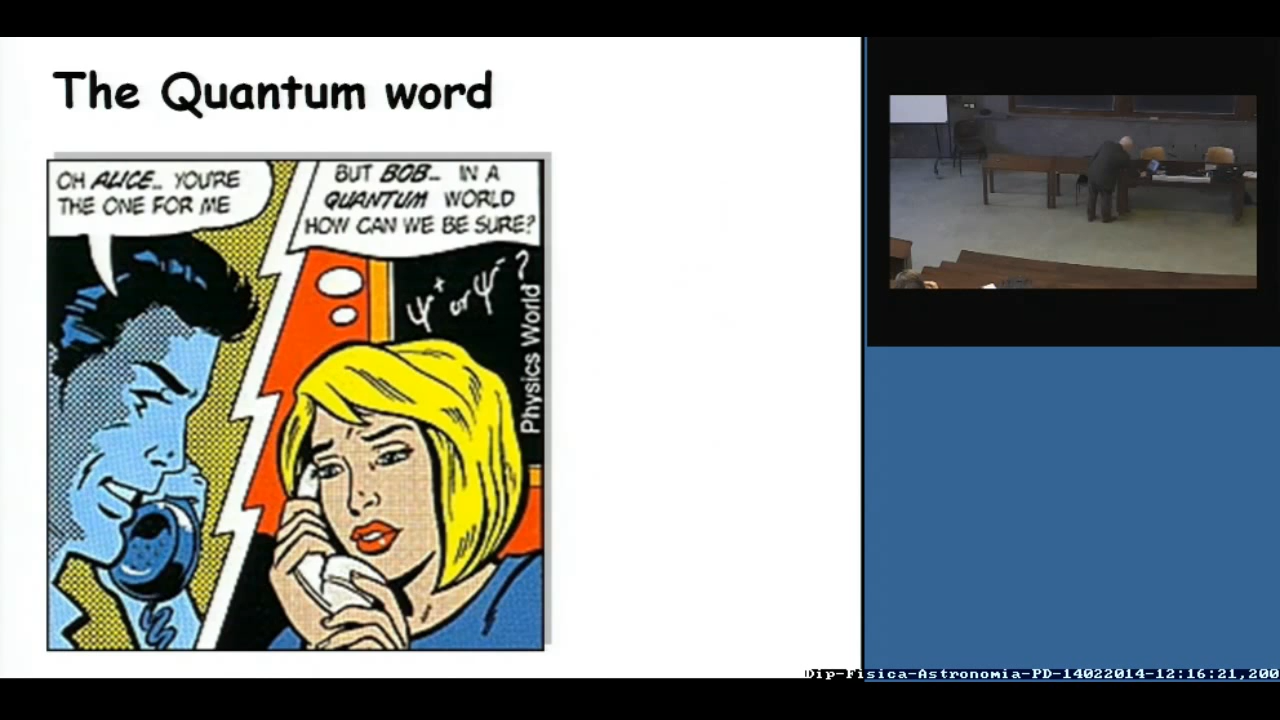 The Quantum word
OH ALICE... YOU'RE
THE ONE FOR ME
BUT BOB... IN A
QUANTUM WORLD
HOW CAN WE BE SURE?
Ψ⁺ or Ψ⁻ ?
Physics World
Dip-Fisica-Astronomia-PD-14022014-12:16:21,200